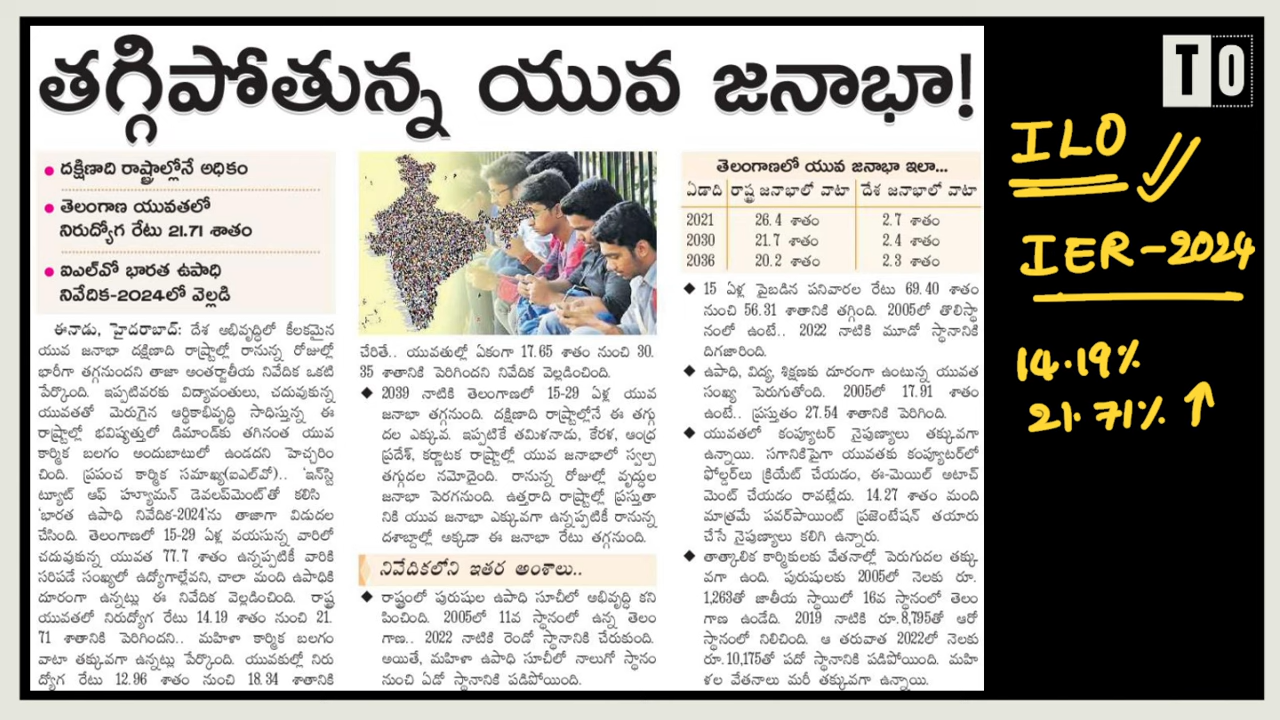 తగ్గిపోతున్న యువ జనాభా!
• దక్షిణాది రాష్ట్రాల్లోనే అధికం
• తెలంగాణ యువతలో
నిరుద్యోగ రేటు 21.71 శాతం
• ఐఎల్‌వో భారత ఉపాధి
నివేదిక-2024లో వెల్లడి
ఈనాడు, హైదరాబాద్: దేశ అభివృద్ధిలో కీలకమైన
యువ జనాభా దక్షిణాది రాష్ట్రాల్లో రానున్న రోజుల్లో
భారీగా తగ్గనుందని తాజా అంతర్జాతీయ నివేదిక ఒకటి
పేర్కొంది. ఇప్పటివరకు విద్యావంతులు, చదువుకున్న
యువతతో మెరుగైన ఆర్థికాభివృద్ధి సాధిస్తున్న ఈ
రాష్ట్రాల్లో భవిష్యత్తులో డిమాండ్‌కు తగినంత యువ
కార్మిక బలగం అందుబాటులో ఉండదని హెచ్చరిం
చింది. ప్రపంచ కార్మిక సమాఖ్య(ఐఎల్‌వో).. 'ఇన్‌స్టి
ట్యూట్ ఆఫ్ హ్యూమన్ డెవలప్‌మెంట్‌'తో కలిసి
'భారత ఉపాధి నివేదిక-2024'ను తాజాగా విడుదల
చేసింది. తెలంగాణలో 15-29 ఏళ్ల వయసున్న వారిలో
చదువుకున్న యువత 77.7 శాతం ఉన్నప్పటికీ వారికి
సరిపడే సంఖ్యలో ఉద్యోగాల్లేవని, చాలా మంది ఉపాధికి
దూరంగా ఉన్నట్లు ఈ నివేదిక వెల్లడించింది. రాష్ట్ర
యువతలో నిరుద్యోగ రేటు 14.19 శాతం నుంచి 21.
71 శాతానికి పెరిగిందని.. మహిళా కార్మిక బలగం
వాటా తక్కువగా ఉన్నట్లు పేర్కొంది. యువకుల్లో నిరు
ద్యోగ రేటు 12.96 శాతం నుంచి 18.34 శాతానికి
చేరితే.. యువతుల్లో ఏకంగా 17.65 శాతం నుంచి 30.
35 శాతానికి పెరిగిందని నివేదిక వెల్లడించింది.
◆ 2039 నాటికి తెలంగాణలో 15-29 ఏళ్ల యువ
జనాభా తగ్గనుంది. దక్షిణాది రాష్ట్రాల్లోనే ఈ తగ్గు
దల ఎక్కువ. ఇప్పటికే తమిళనాడు, కేరళ, ఆంధ్ర
ప్రదేశ్, కర్ణాటక రాష్ట్రాల్లో యువ జనాభాలో స్వల్ప
తగ్గుదల నమోదైంది. రానున్న రోజుల్లో వృద్ధుల
జనాభా పెరగనుంది. ఉత్తరాది రాష్ట్రాల్లో ప్రస్తుతా
నికి యువ జనాభా ఎక్కువగా ఉన్నప్పటికీ రానున్న
దశాబ్దాల్లో అక్కడా ఈ జనాభా రేటు తగ్గనుంది.
నివేదికలోని ఇతర అంశాలు..
◆ రాష్ట్రంలో పురుషుల ఉపాధి సూచీలో అభివృద్ధి కని
పించింది. 2005లో 11వ స్థానంలో ఉన్న తెలం
గాణ.. 2022 నాటికి రెండో స్థానానికి చేరుకుంది.
అయితే, మహిళా ఉపాధి సూచీలో నాలుగో స్థానం
నుంచి ఏడో స్థానానికి పడిపోయింది.
తెలంగాణలో యువ జనాభా ఇలా...
ఏడాది రాష్ట్ర జనాభాలో వాటా దేశ జనాభాలో వాటా
2021 26.4 శాతం 2.7 శాతం
2030 21.7 శాతం 2.4 శాతం
2036 20.2 శాతం 2.3 శాతం
◆ 15 ఏళ్ల పైబడిన పనివారల రేటు 69.40 శాతం
నుంచి 56.31 శాతానికి తగ్గింది. 2005లో తొలిస్థా
నంలో ఉంటే.. 2022 నాటికి మూడో స్థానానికి
దిగజారింది.
◆ ఉపాధి, విద్య, శిక్షణకు దూరంగా ఉంటున్న యువత
సంఖ్య పెరుగుతోంది. 2005లో 17.91 శాతం
ఉంటే.. ప్రస్తుతం 27.54 శాతానికి పెరిగింది.
◆ యువతలో కంప్యూటర్ నైపుణ్యాలు తక్కువగా
ఉన్నాయి. సగానికిపైగా యువతకు కంప్యూటర్‌లో
ఫోల్డర్‌లు క్రియేట్ చేయడం, ఈ-మెయిల్ అటాచ్
మెంట్ చేయడం రావట్లేదు. 14.27 శాతం మంది
మాత్రమే పవర్‌పాయింట్ ప్రజెంటేషన్ తయారు
చేసే నైపుణ్యాలు కలిగి ఉన్నారు.
◆ తాత్కాలిక కార్మికులకు వేతనాల్లో పెరుగుదల తక్కు
వగా ఉంది. పురుషులకు 2005లో నెలకు రూ.
1,263తో జాతీయ స్థాయిలో 16వ స్థానంలో తెలం
గాణ ఉండేది. 2019 నాటికి రూ.8,795తో ఆరో
స్థానంలో నిలిచింది. ఆ తరువాత 2022లో నెలకు
రూ.10,175తో పదో స్థానానికి పడిపోయింది. మహి
ళల వేతనాలు మరీ తక్కువగా ఉన్నాయి.
TO
ILO
IER-2024
14.19%
21.71% ↑